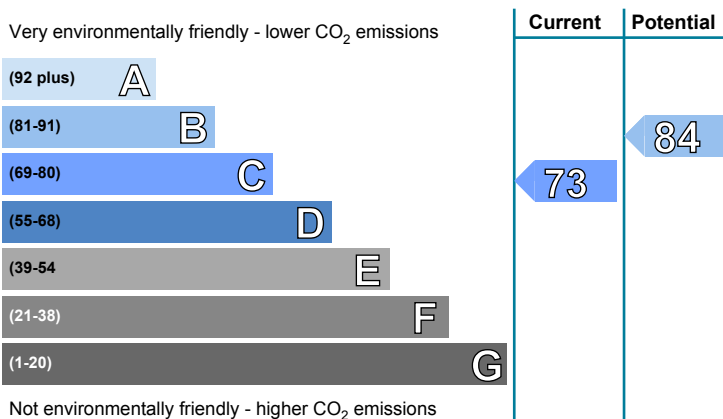 Very environmentally friendly - lower CO2 emissions
Current
Potential
(92 plus) A
(81-91) B
84
(69-80) C
73
(55-68) D
(39-54 E
(21-38) F
(1-20) G
Not environmentally friendly - higher CO2 emissions